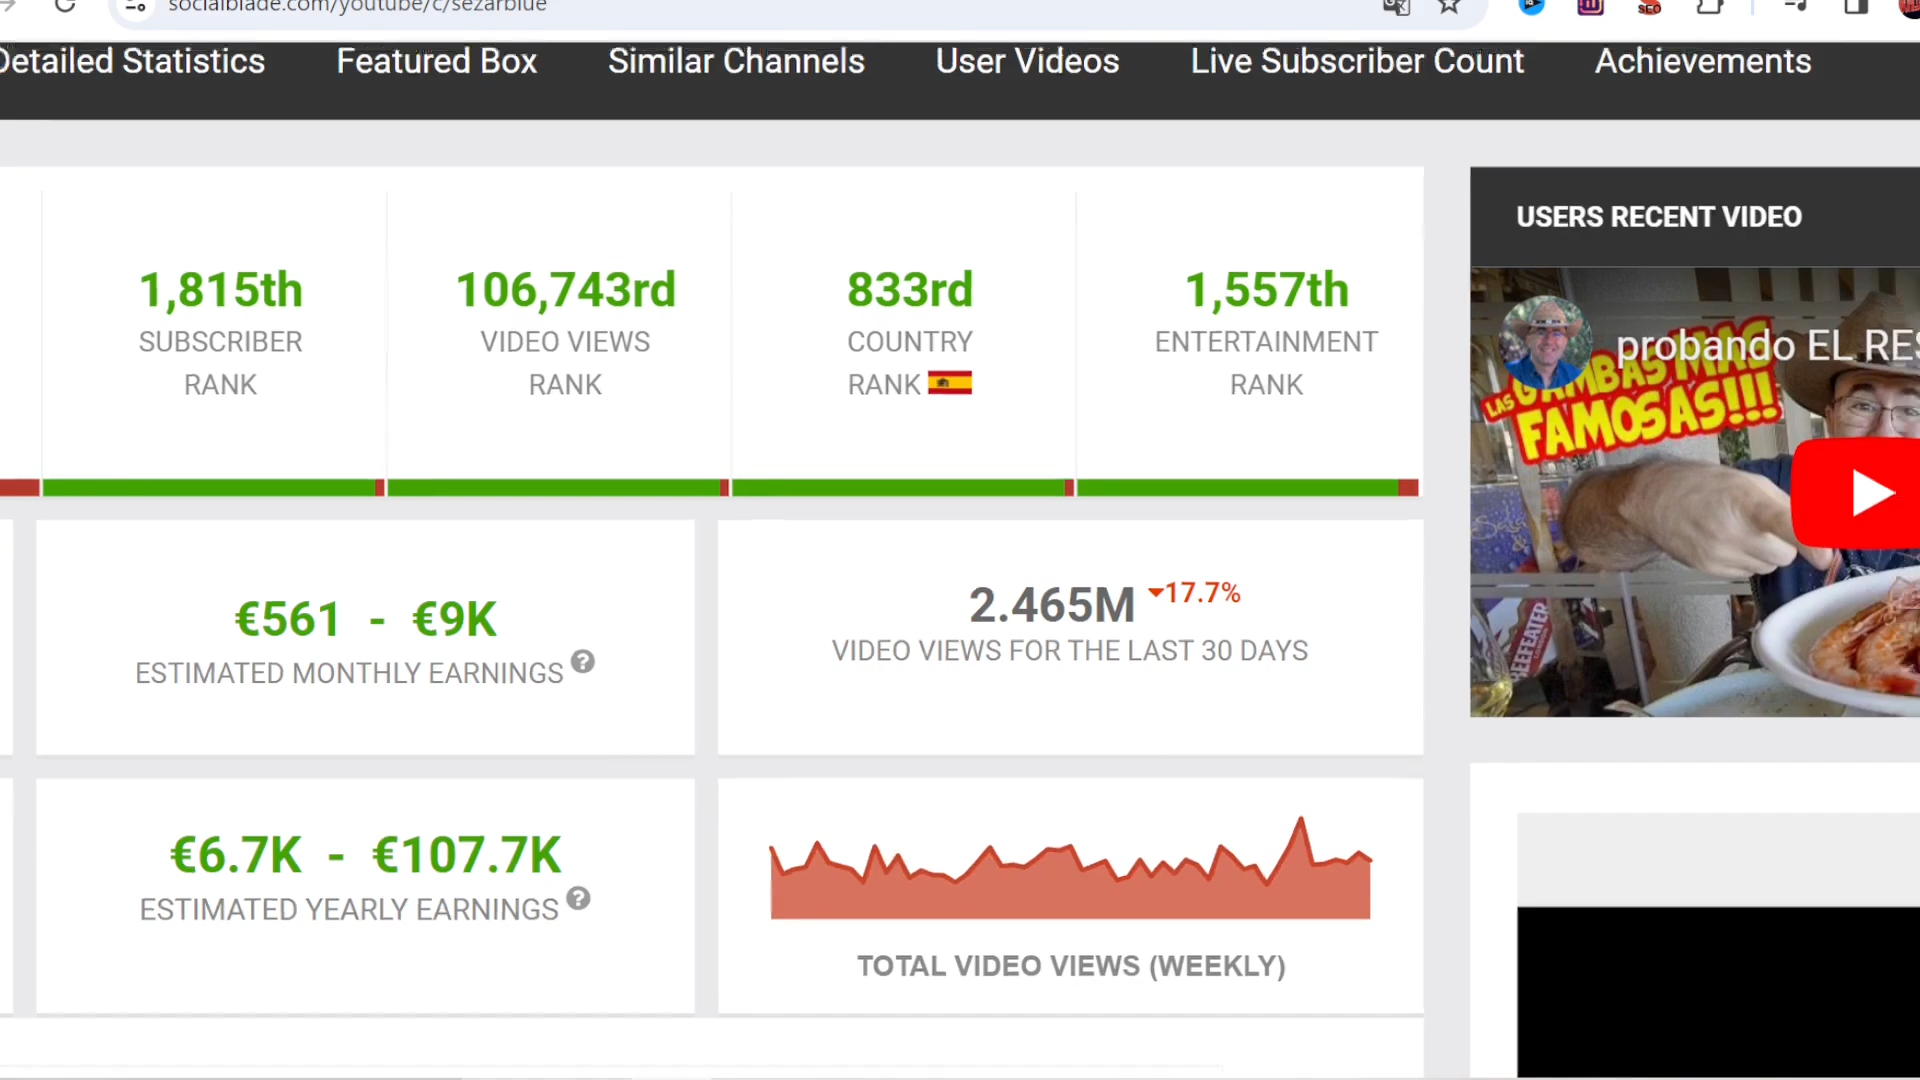 socialblade.com/youtube/c/sezarblue
SEO
Detailed Statistics
Featured Box
Similar Channels
User Videos
Live Subscriber Count
Achievements
1,815th
SUBSCRIBER
RANK
106,743rd
VIDEO VIEWS
RANK
833rd
COUNTRY
RANK
1,557th
ENTERTAINMENT
RANK
USERS RECENT VIDEO
probando EL RES
LAS GAMBAS MAS
FAMOSAS!!!
BEEFEATER
€561 - €9K
ESTIMATED MONTHLY EARNINGS ?
2.465M 17.7%
VIDEO VIEWS FOR THE LAST 30 DAYS
€6.7K - €107.7K
ESTIMATED YEARLY EARNINGS ?
TOTAL VIDEO VIEWS (WEEKLY)